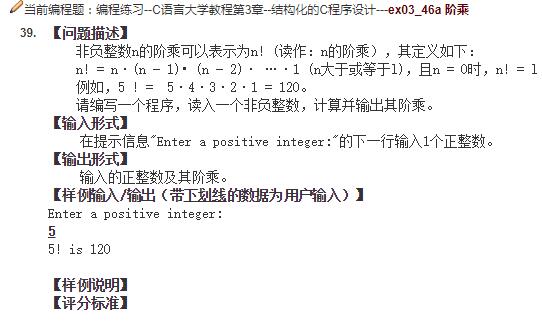 当前编程题：编程练习--C语言大学教程第3章--结构化的C程序设计---ex03_46a 阶乘
39. 【问题描述】
非负整数n的阶乘可以表示为n! (读作：n的阶乘) ，其定义如下：
n! = n·(n - 1)· (n - 2)· …·1 (n大于或等于1)，且n = 0时，n! = 1
例如，5 ! = 5·4·3·2·1 = 120。
请编写一个程序，读入一个非负整数，计算并输出其阶乘。
【输入形式】
在提示信息"Enter a positive integer:"的下一行输入1个正整数。
【输出形式】
输入的正整数及其阶乘。
【样例输入/输出（带下划线的数据为用户输入）】
Enter a positive integer:
5
5! is 120
【样例说明】
【评分标准】